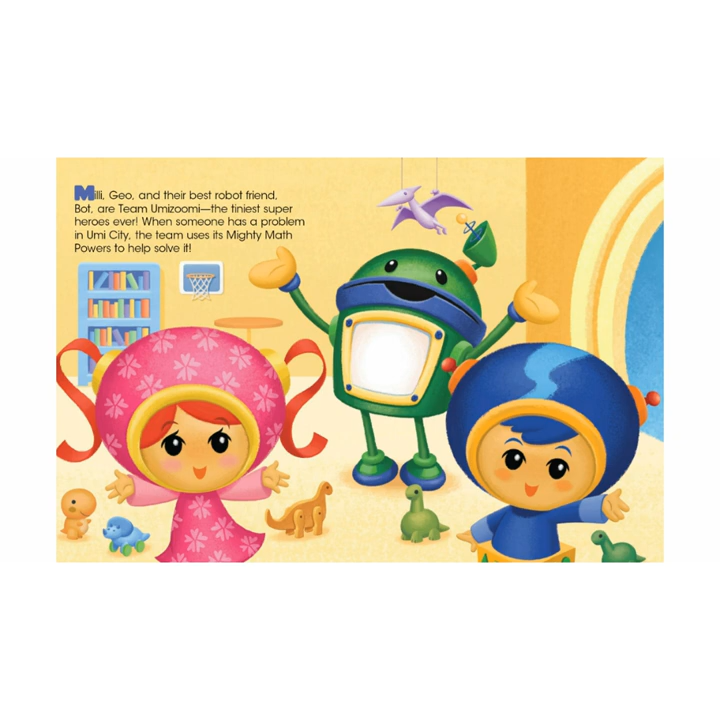 Milli, Geo, and their best robot friend,
Bot, are Team Umizoomi—the tiniest super
heroes ever! When someone has a problem
in Umi City, the team uses its Mighty Math
Powers to help solve it!